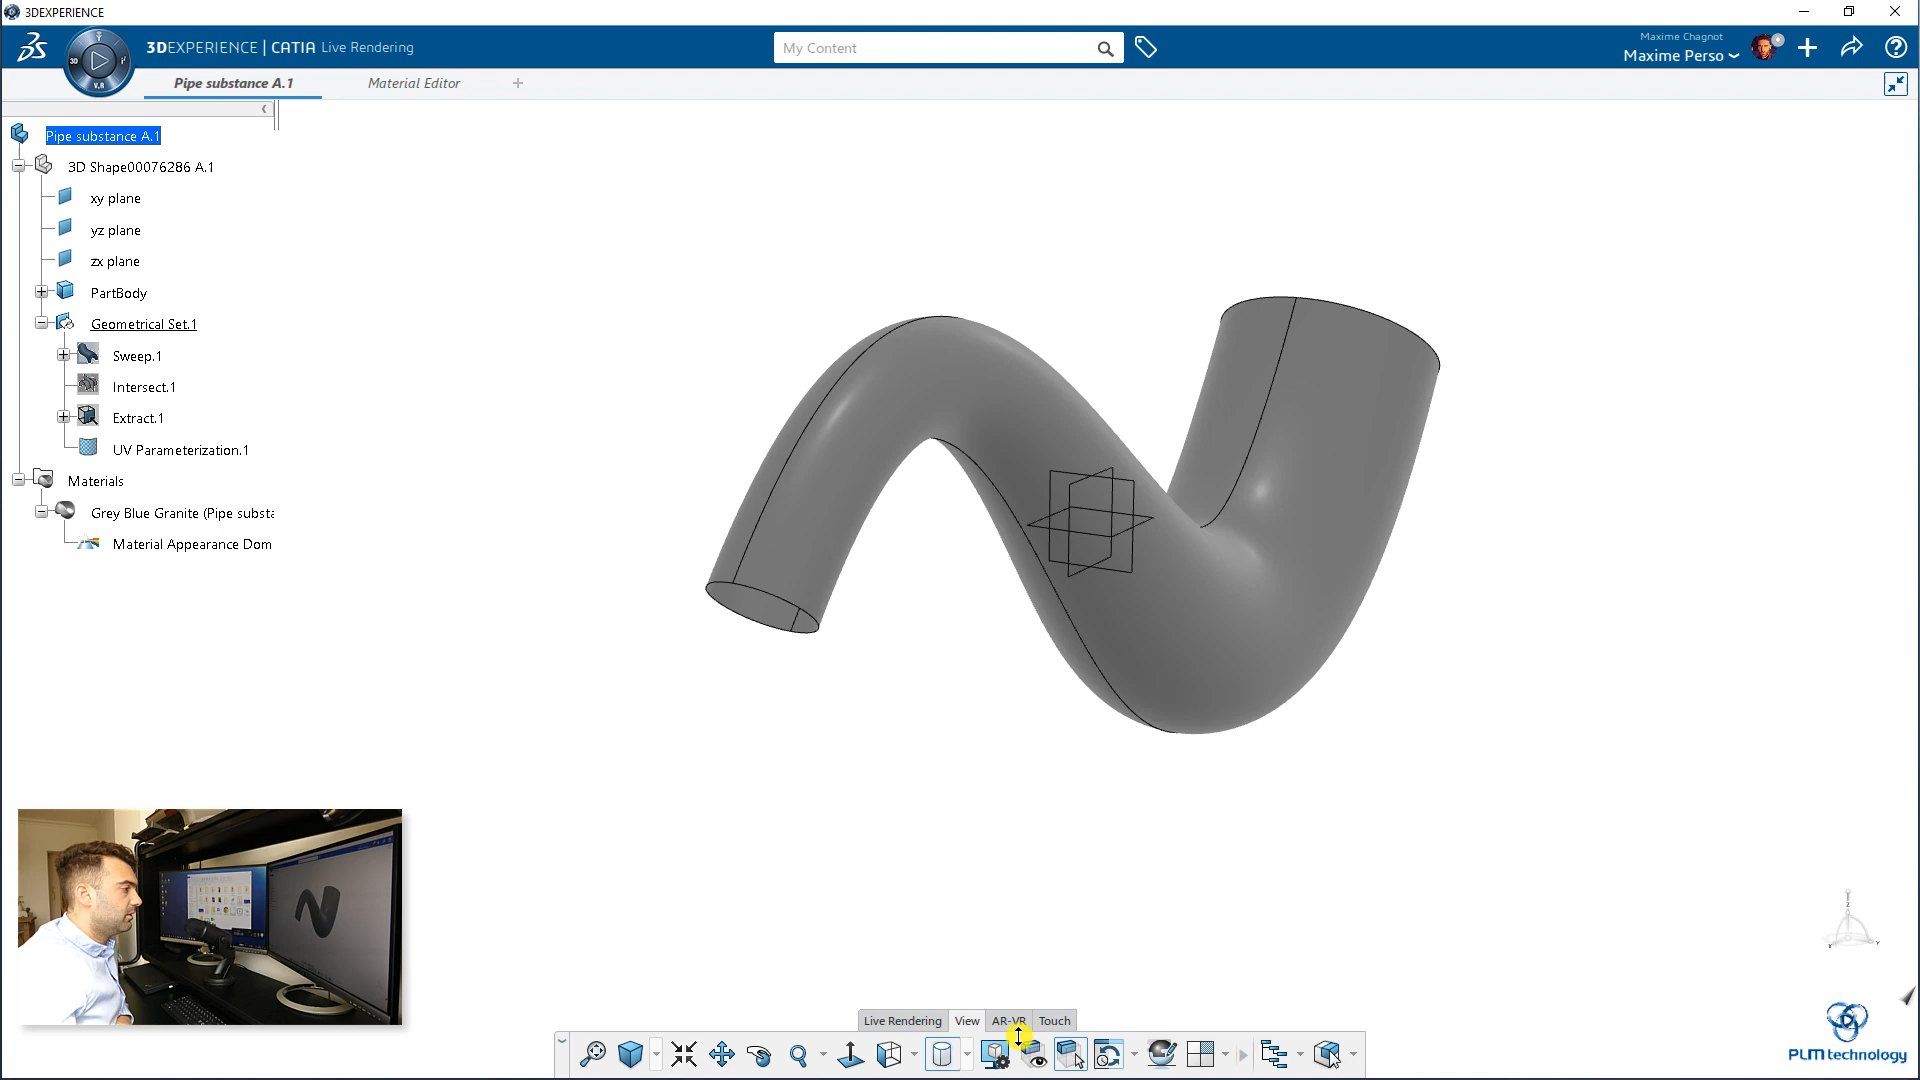 3DEXPERIENCE
3DEXPERIENCE | CATIA Live Rendering
3D
V.R
My Content
Maxime Chagnot
Maxime Perso
Pipe substance A.1
Material Editor
Pipe substance A.1
3D Shape00076286 A.1
xy plane
yz plane
zx plane
PartBody
Geometrical Set.1
Sweep.1
Intersect.1
Extract.1
UV Parameterization.1
Materials
Grey Blue Granite (Pipe substa
Material Appearance Dom
Live Rendering
View
AR-VR
Touch
PLM technology